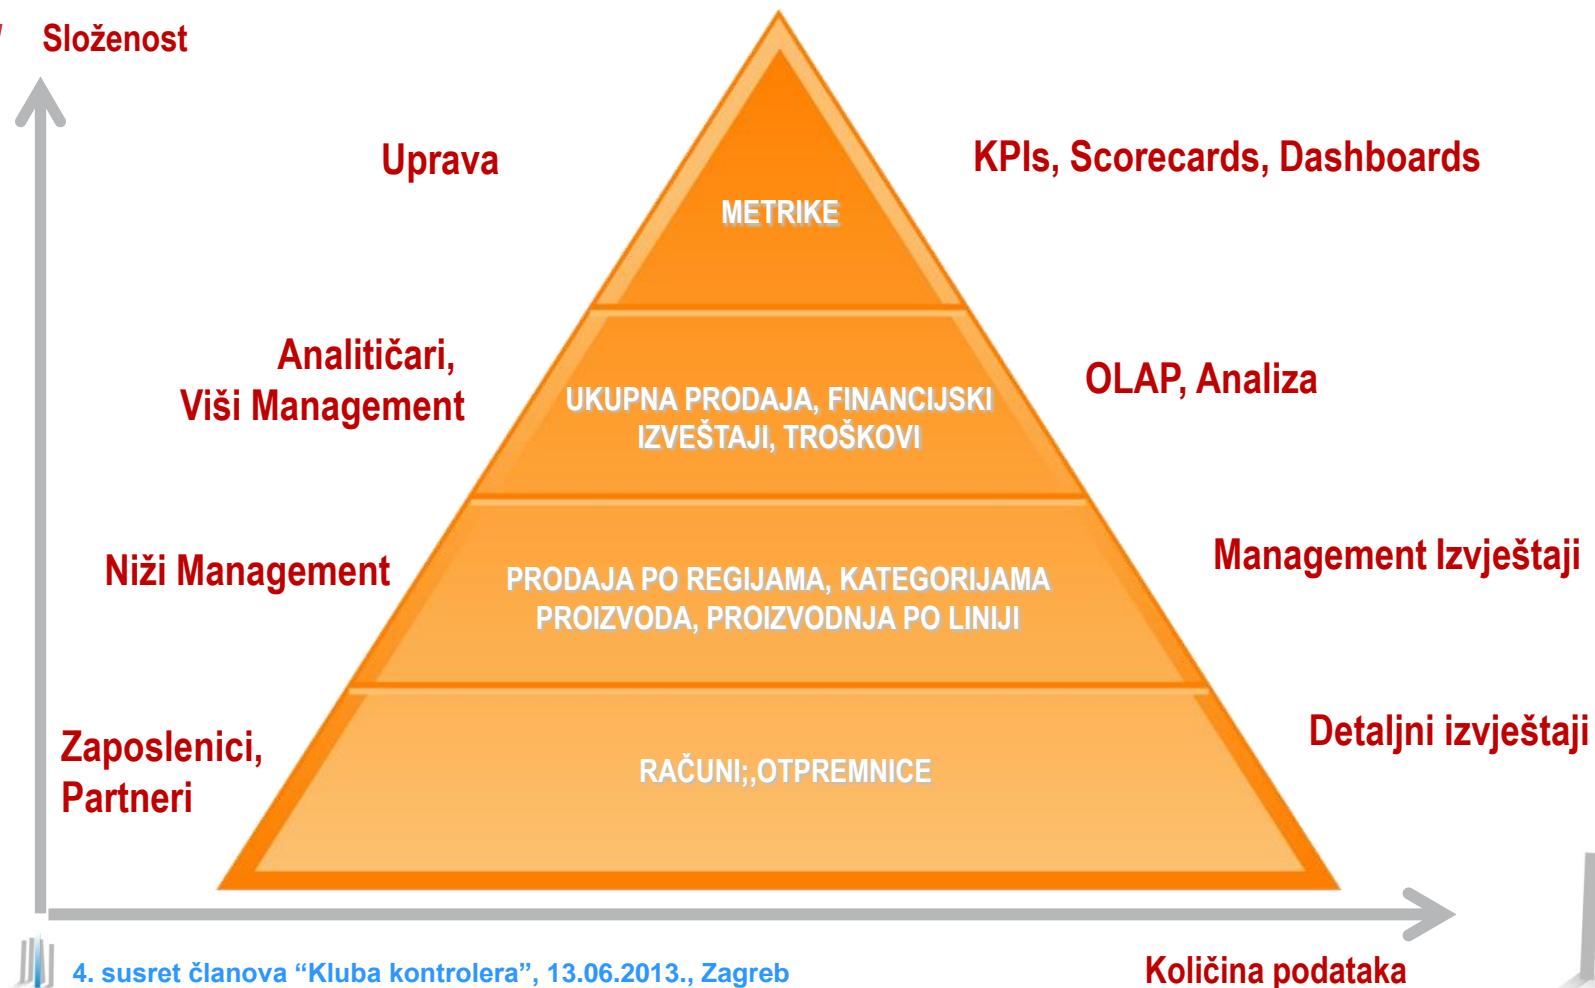 Složenost
Uprava
KPIs, Scorecards, Dashboards
METRIKE
Analitičari,
Viši Management
UKUPNA PRODAJA, FINANCIJSKI
IZVEŠTAJI, TROŠKOVI
OLAP, Analiza
Niži Management
PRODAJA PO REGIJAMA, KATEGORIJAMA
PROIZVODA, PROIZVODNJA PO LINIJI
Management Izvještaji
Zaposlenici,
Partneri
RAČUNI;,OTPREMNICE
Detaljni izvještaji
4. susret članova “Kluba kontrolera”, 13.06.2013., Zagreb
Količina podataka